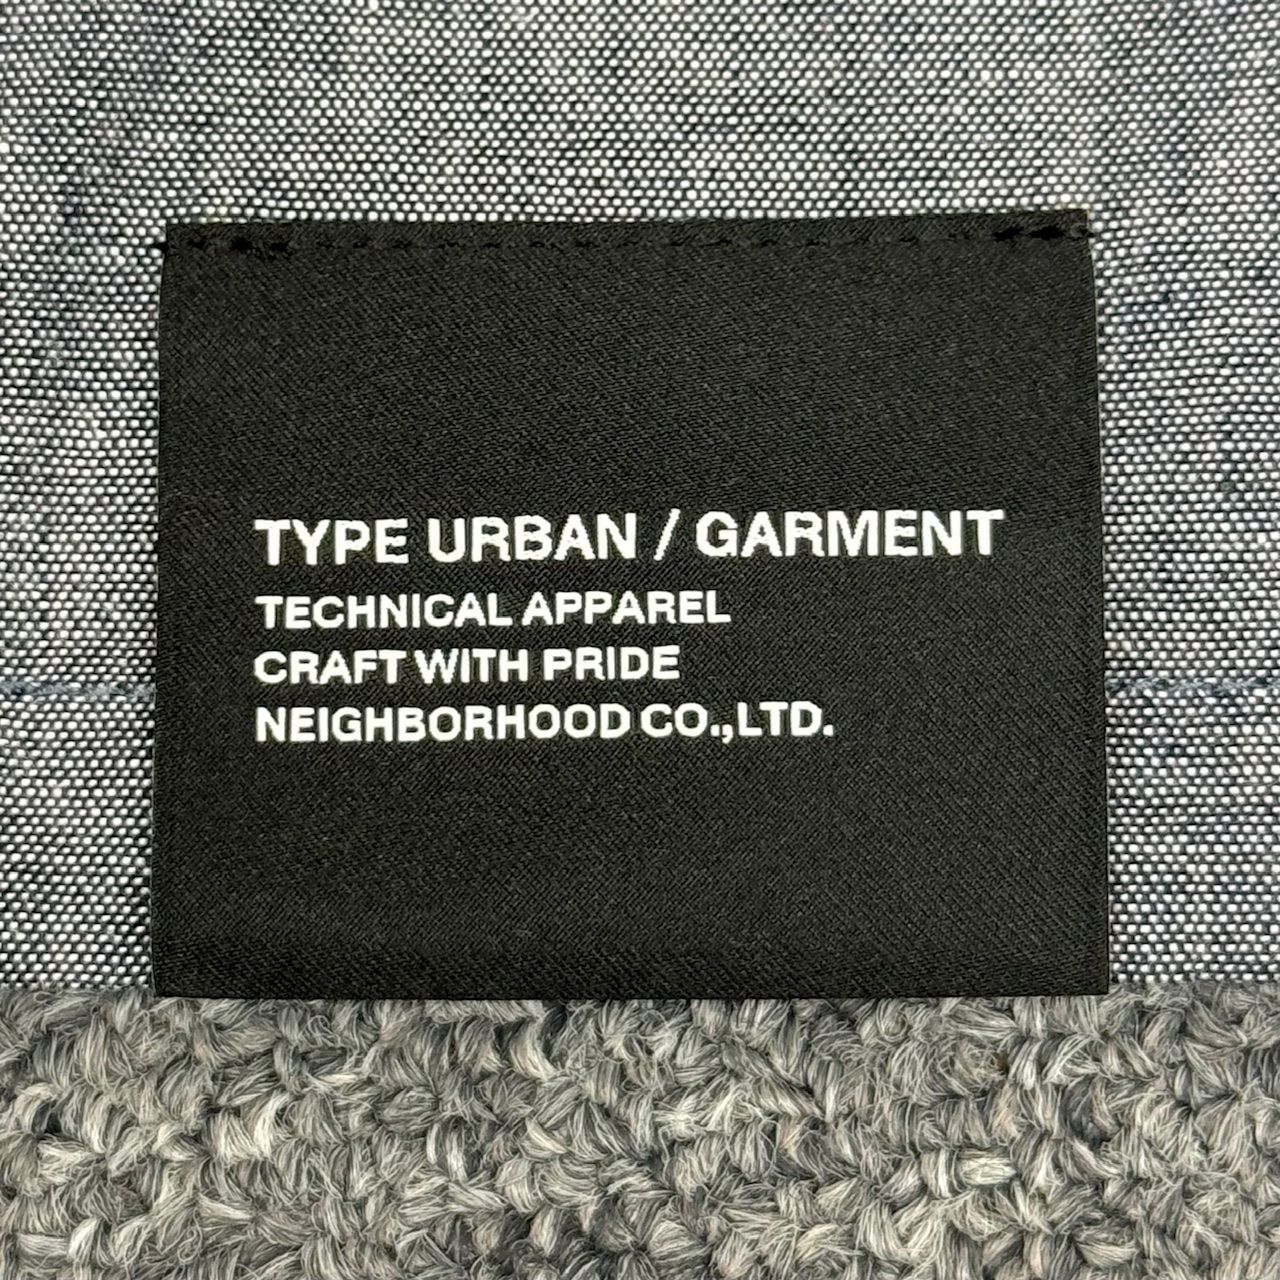 TYPE URBAN / GARMENT
TECHNICAL APPAREL
CRAFT WITH PRIDE
NEIGHBORHOOD CO.,LTD.